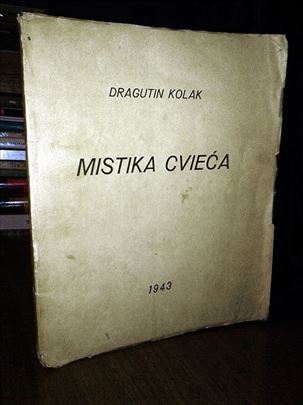 DRAGUTIN KOLAK
MISTIKA CVIEĆA
1943